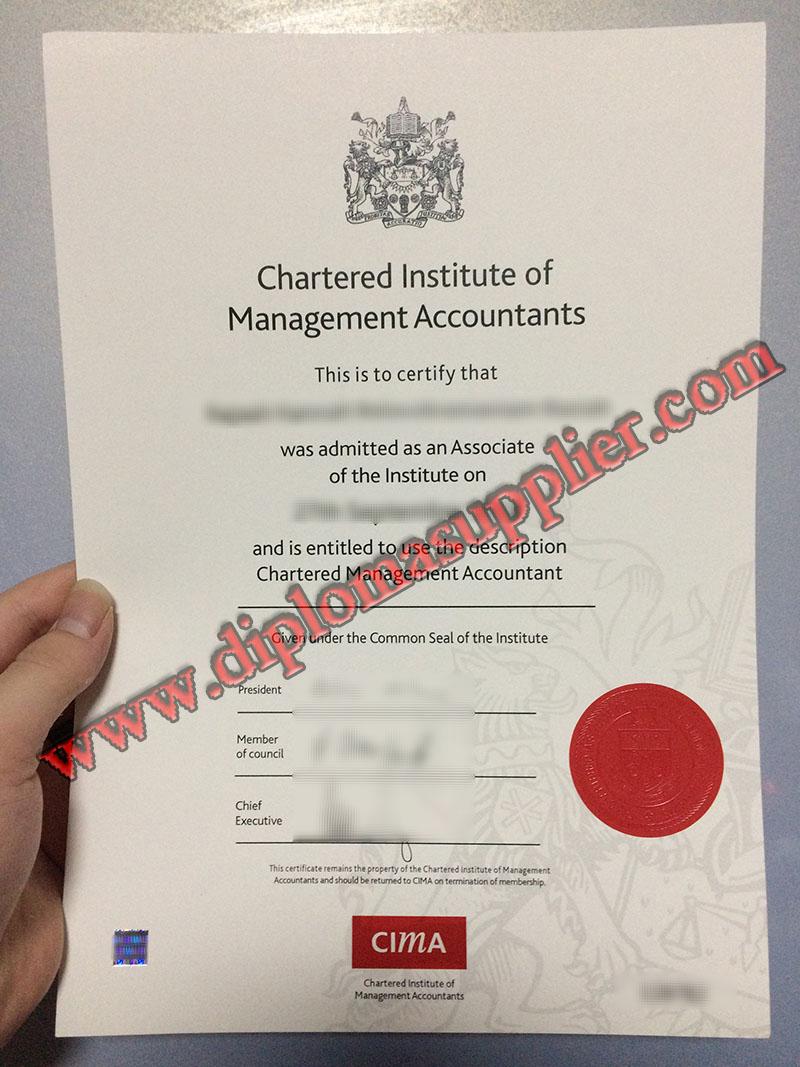 Chartered Institute of
Management Accountants
This is to certify that
was admitted as an Associate
of the Institute on
and is entitled to use the description
Chartered Management Accountant
Given under the Common Seal of the Institute
www.diplomasupplier.com
President
Member
of council
Chief
Executive
This certificate remains the property of the Chartered Institute of Management
Accountants and should be returned to CIMA on termination of membership.
CIMA
Chartered Institute of
Management Accountants